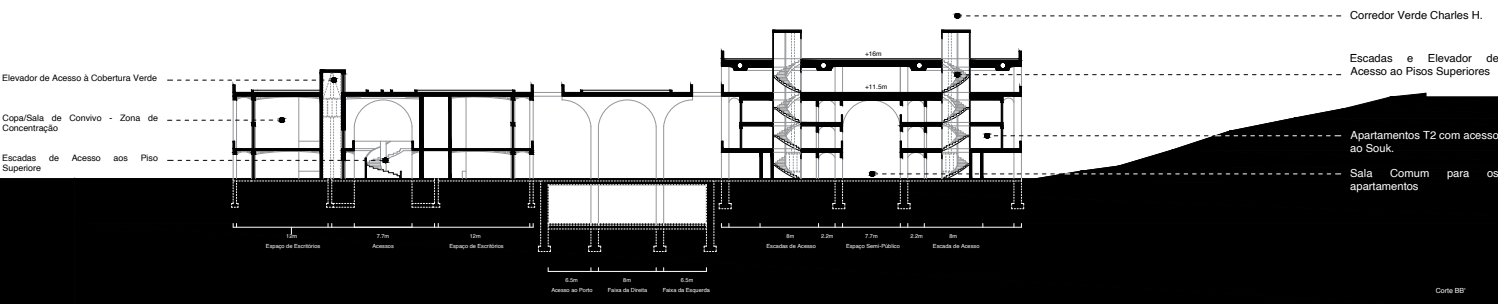 Corredor Verde Charles H.
Escadas e Elevador de
Acesso ao Pisos Superiores
+16m
Elevador de Acesso à Cobertura Verde
+11.5m
Copa/Sala de Convivo - Zona de
Concentração
Apartamentos T2 com acesso
ao Souk.
Escadas de Acesso aos Piso
Superiore
Sala Comum para os
apartamentos
12m 7.7m 12m 8m 2.2m 7.7m 2.2m 8m
Espaço de Escritórios Acessos Espaço de Escritórios Escadas de Acesso Espaço Semi-Público Escada de Acesso
6.5m 8m 6.5m
Acesso ao Porto Faixa da Direita Faixa da Esquerda
Corte BB'